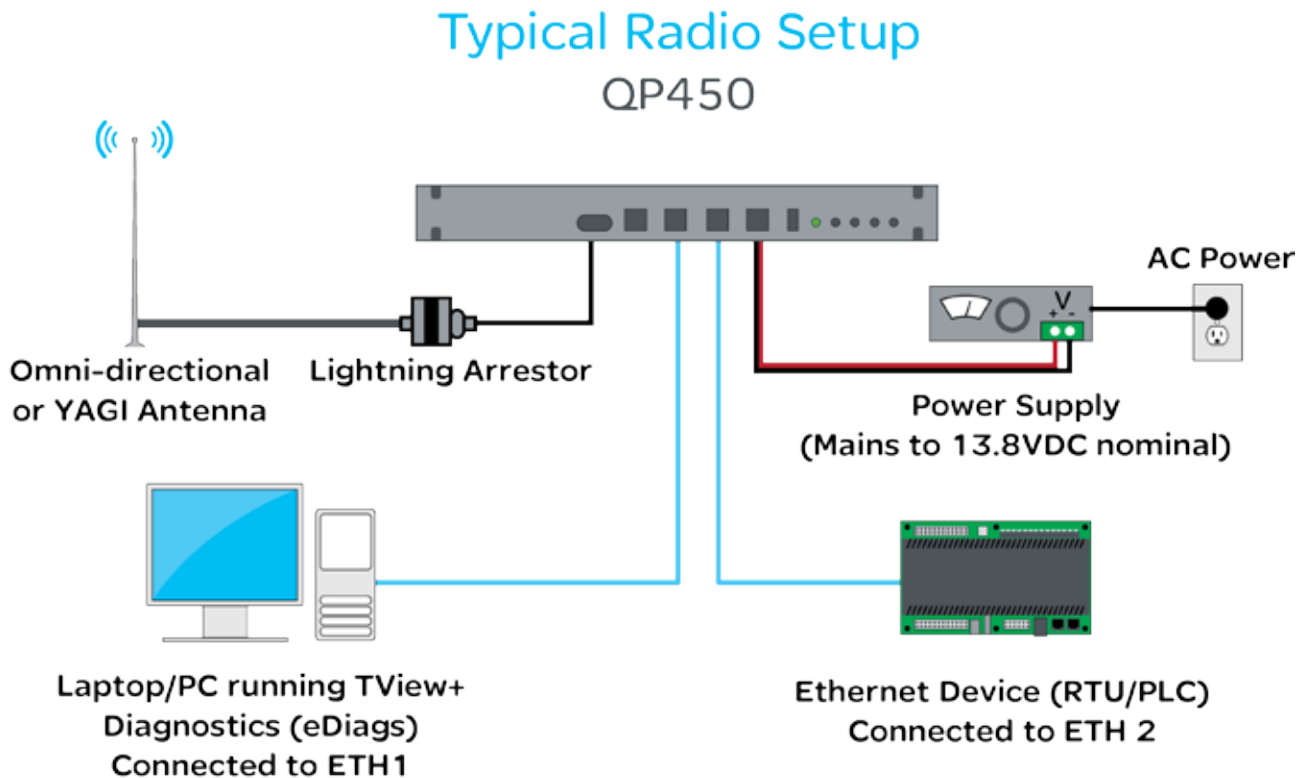 Typical Radio Setup
QP450
AC Power
V
+ -
Omni-directional
or YAGI Antenna
Lightning Arrestor
Power Supply
(Mains to 13.8VDC nominal)
Laptop/PC running TView+
Diagnostics (eDiags)
Connected to ETH1
Ethernet Device (RTU/PLC)
Connected to ETH 2